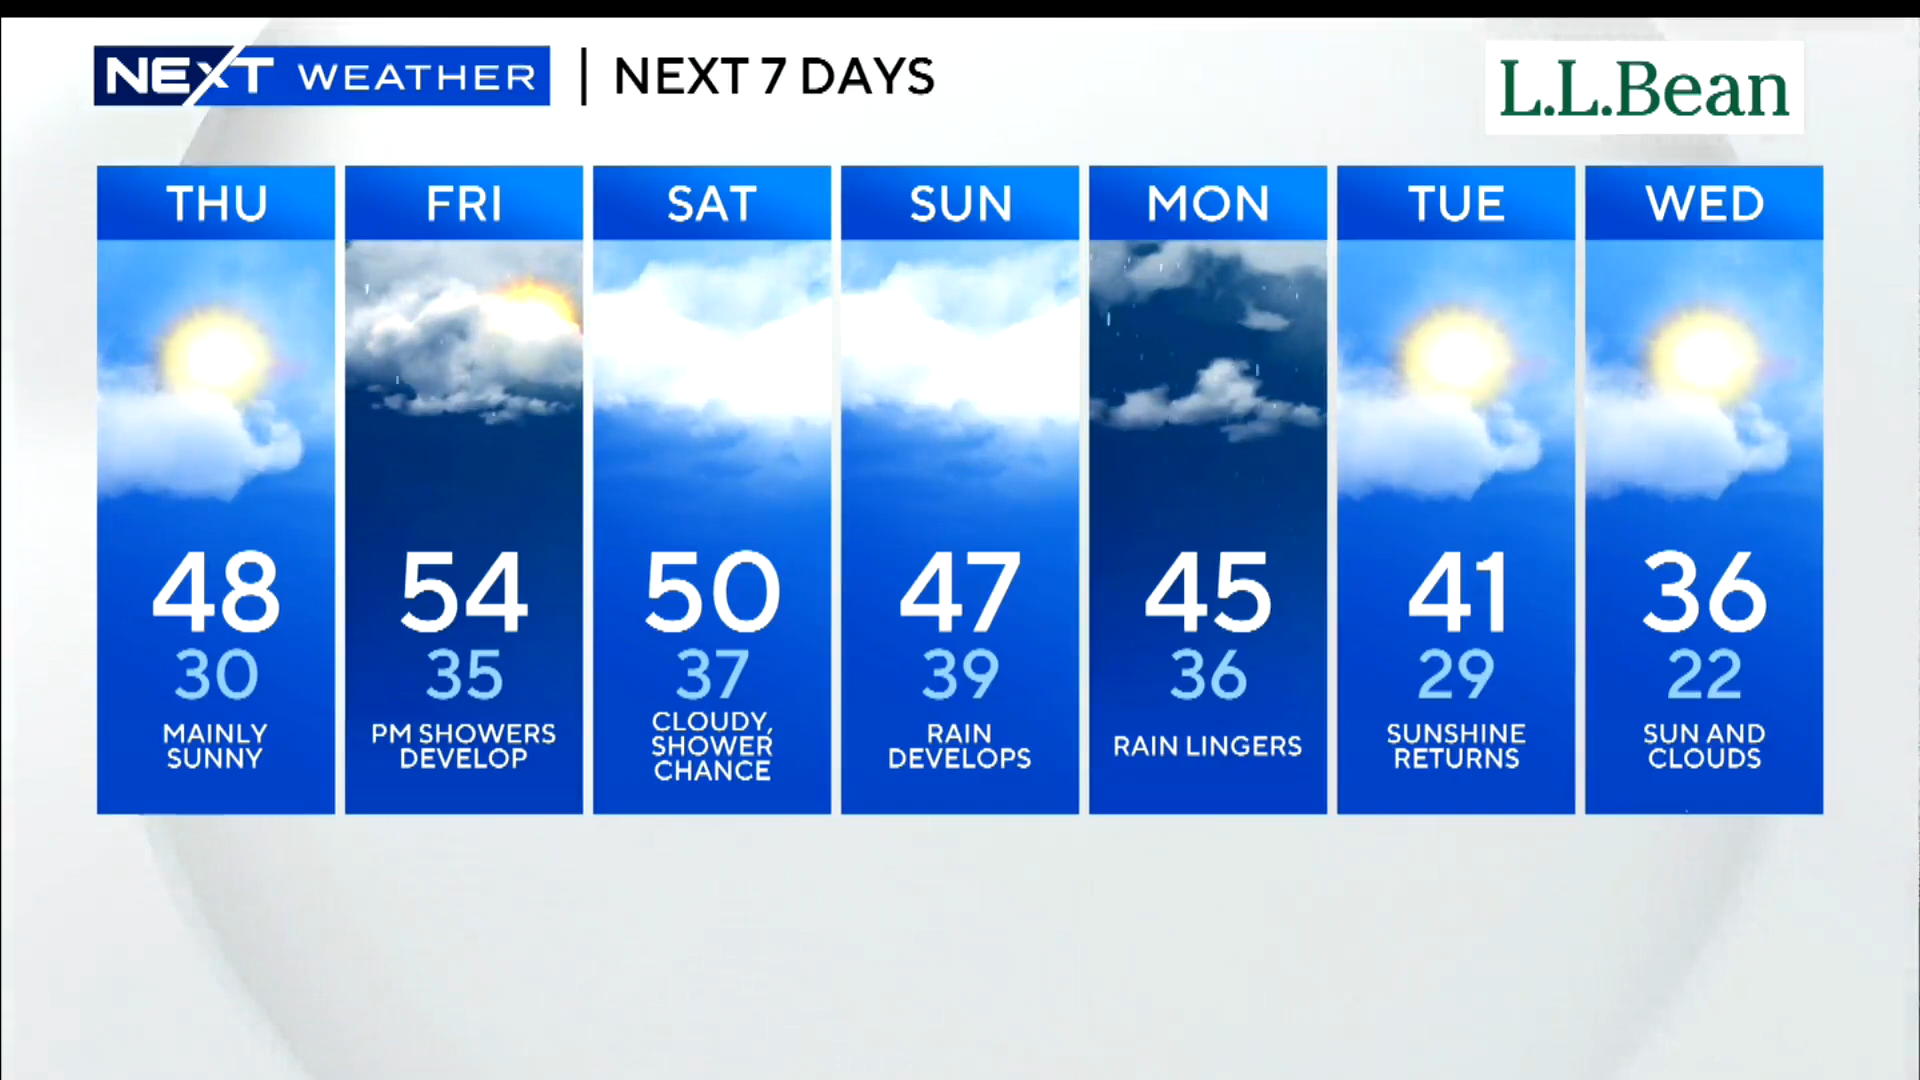 NEXT WEATHER | NEXT 7 DAYS
L.L.Bean
THU
48
30
MAINLY
SUNNY
FRI
54
35
PM SHOWERS
DEVELOP
SAT
50
37
CLOUDY,
SHOWER
CHANCE
SUN
47
39
RAIN
DEVELOPS
MON
45
36
RAIN LINGERS
TUE
41
29
SUNSHINE
RETURNS
WED
36
22
SUN AND
CLOUDS